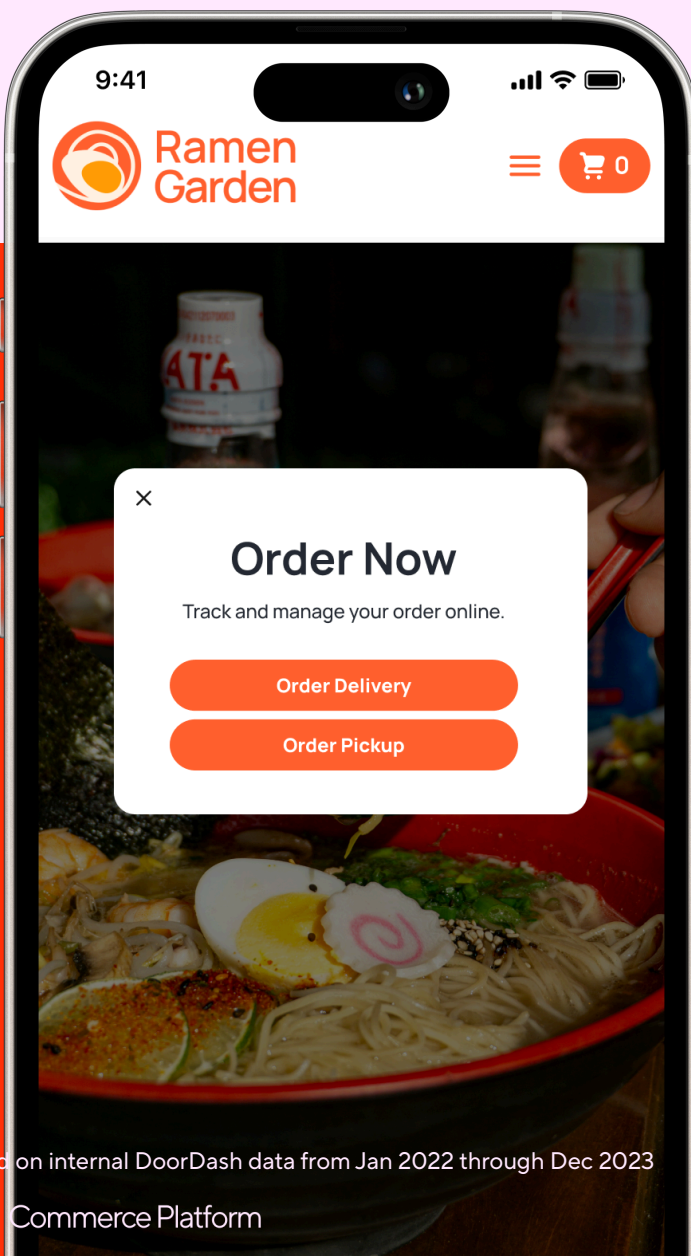 9:41
Ramen
Garden
0
ATA
Order Now
Track and manage your order online.
Order Delivery
Order Pickup
on internal DoorDash data from Jan 2022 through Dec 2023
Commerce Platform